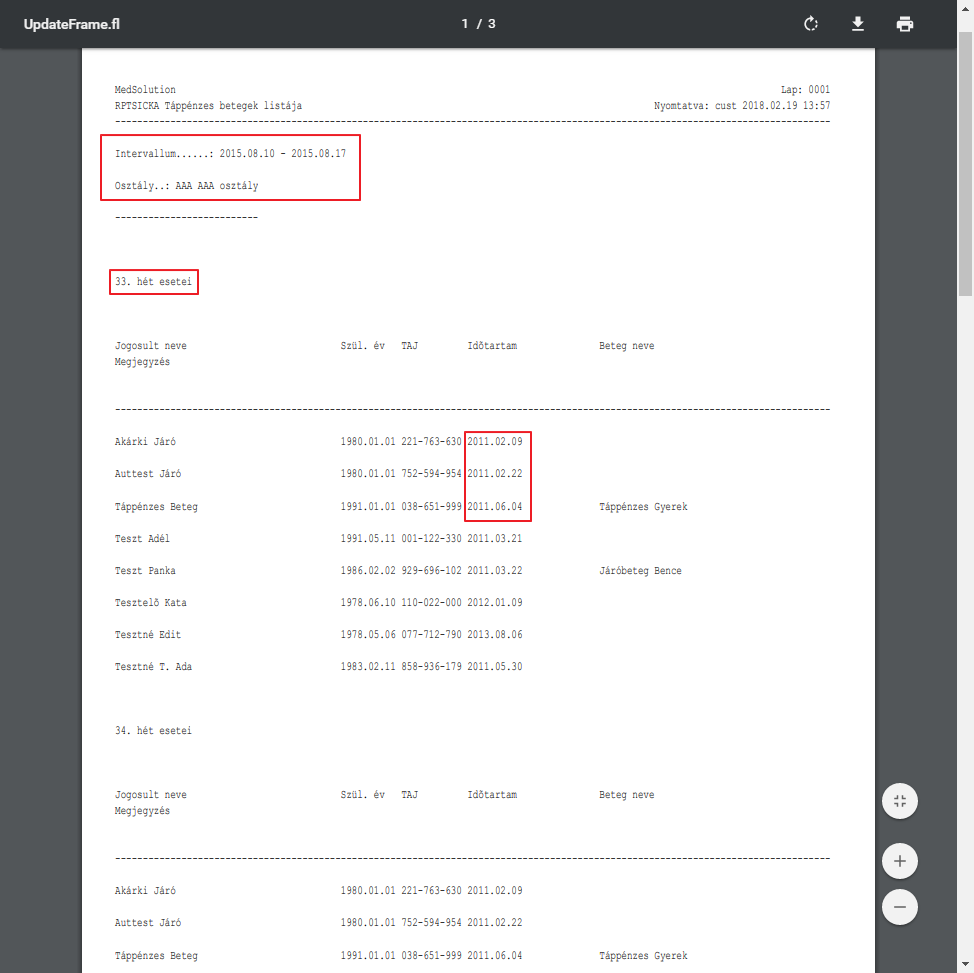 UpdateFrame.fl 1 / 3
MedSolution Lap: 0001
RPTSICKA Táppénzes betegek listája Nyomtatva: cust 2018.02.19 13:57
Intervallum......: 2015.08.10 - 2015.08.17
Osztály..: AAA AAA osztály
33. hét esetei
Jogosult neve Szül. év TAJ Idõtartam Beteg neve
Megjegyzés
Akárki Járó 1980.01.01 221-763-630 2011.02.09
Auttest Járó 1980.01.01 752-594-954 2011.02.22
Táppénzes Beteg 1991.01.01 038-651-999 2011.06.04 Táppénzes Gyerek
Teszt Adél 1991.05.11 001-122-330 2011.03.21
Teszt Panka 1986.02.02 929-696-102 2011.03.22 Járóbeteg Bence
Tesztelõ Kata 1978.06.10 110-022-000 2012.01.09
Tesztné Edit 1978.05.06 077-712-790 2013.08.06
Tesztné T. Ada 1983.02.11 858-936-179 2011.05.30
34. hét esetei
Jogosult neve Szül. év TAJ Idõtartam Beteg neve
Megjegyzés
Akárki Járó 1980.01.01 221-763-630 2011.02.09
Auttest Járó 1980.01.01 752-594-954 2011.02.22
Táppénzes Beteg 1991.01.01 038-651-999 2011.06.04 Táppénzes Gyerek